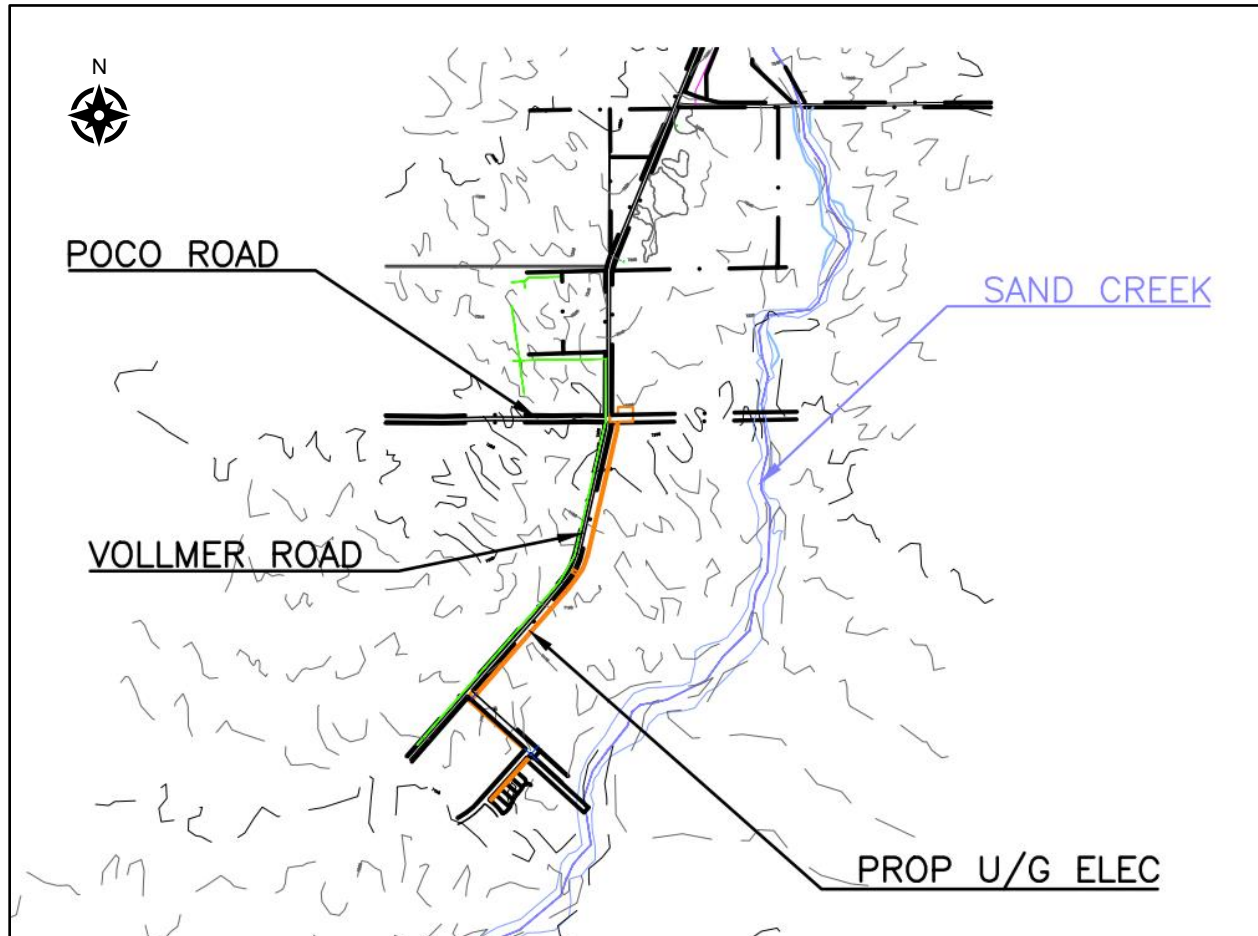 N
POCO ROAD
SAND CREEK
VOLLMER ROAD
PROP U/G ELEC